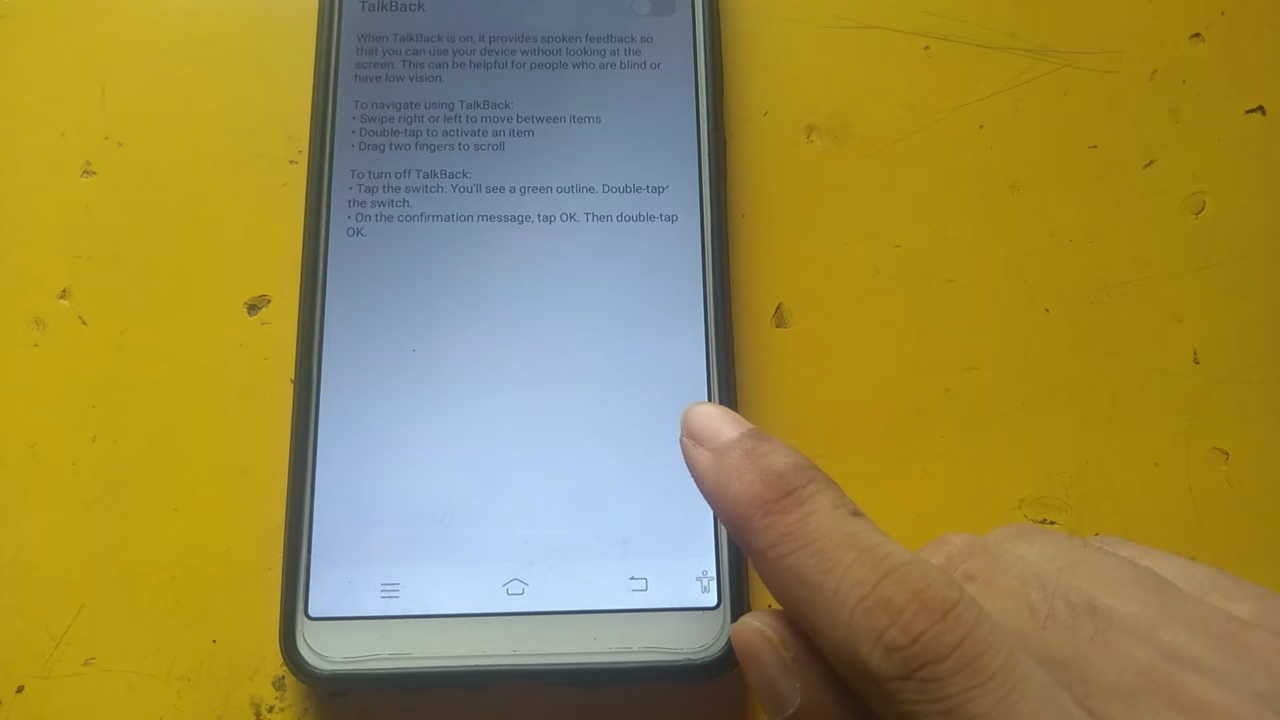 TalkBack
When TalkBack is on, it provides spoken feedback so
that you can use your device without looking at the
screen. This can be helpful for people who are blind or
have low vision.
To navigate using TalkBack:
• Swipe right or left to move between items
• Double-tap to activate an item
• Drag two fingers to scroll
To turn off TalkBack:
• Tap the switch. You'll see a green outline. Double-tap
the switch.
• On the confirmation message, tap OK. Then double-tap
OK.